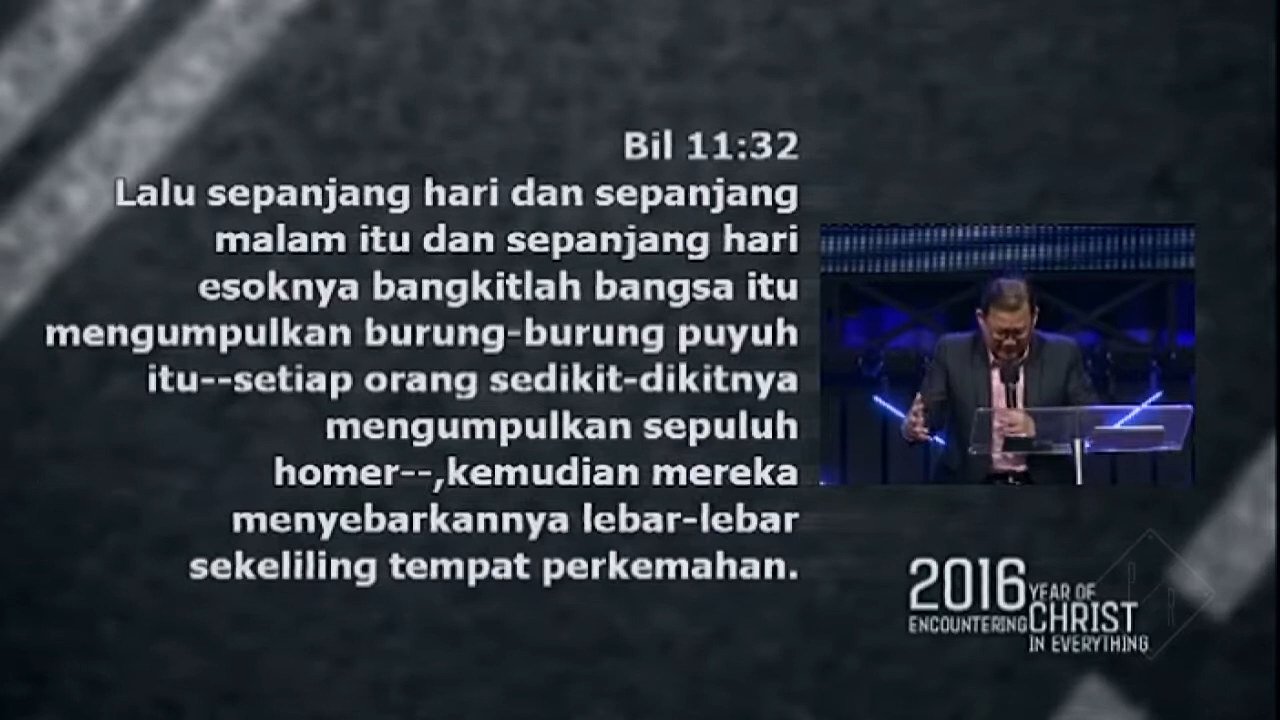 Bil 11:32
Lalu sepanjang hari dan sepanjang
malam itu dan sepanjang hari
esoknya bangkitlah bangsa itu
mengumpulkan burung-burung puyuh
itu--setiap orang sedikit-dikitnya
mengumpulkan sepuluh
homer--,kemudian mereka
menyebarkannya lebar-lebar
sekeliling tempat perkemahan.
2016 YEAR OF
ENCOUNTERING CHRIST
IN EVERYTHING
P
R